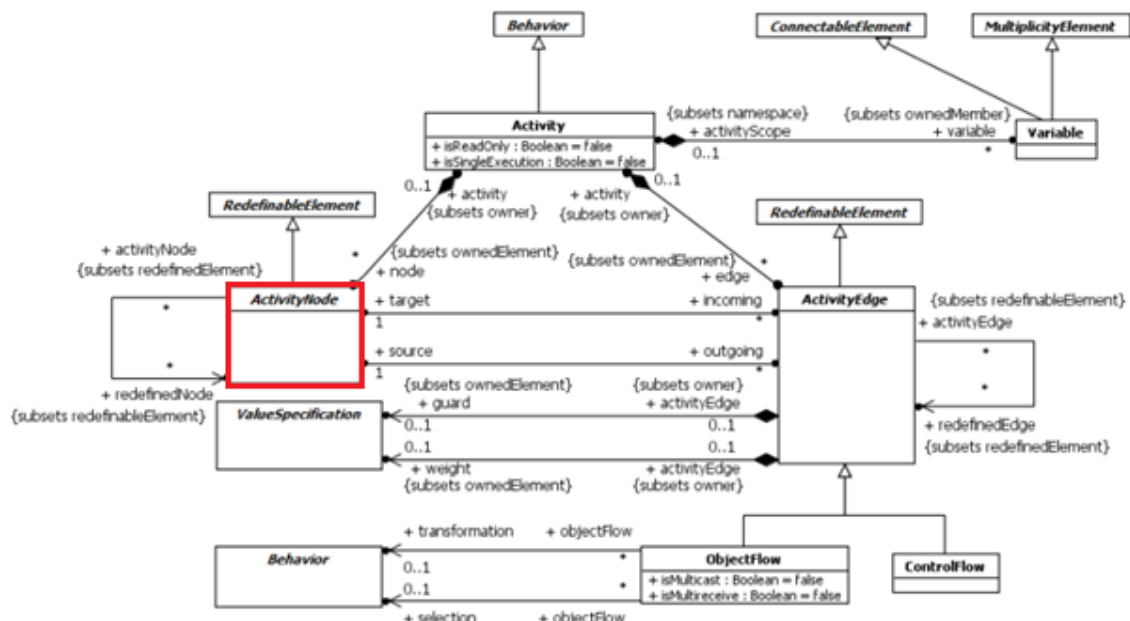 Behavior
ConnectableElement
MultiplicityElement
{subsets namespace}
{subsets ownedMember}
Activity
+ activityScope
+ variable
Variable
+ isReadOnly : Boolean = false
+ isSingleExecution : Boolean = false
0..1
*
0..1
+ activity
+ activity
0..1
{subsets owner}
{subsets owner}
RedefinableElement
RedefinableElement
+ activityNode
{subsets redefinedElement}
*
{subsets ownedElement}
{subsets ownedElement}
*
+ node
+ edge
ActivityNode
+ target
+ incoming
ActivityEdge
{subsets redefinableElement}
+ activityEdge
*
1
*
*
+ source
+ outgoing
*
1
*
*
+ redefinedNode
{subsets redefinableElement}
{subsets ownedElement}
{subsets owner}
ValueSpecification
+ guard
+ activityEdge
+ redefinedEdge
{subsets redefinedElement}
0..1
0..1
0..1
0..1
+ weight
+ activityEdge
{subsets ownedElement}
{subsets owner}
+ transformation
+ objectFlow
Behavior
*
ObjectFlow
ControlFlow
0..1
+ isMulticast : Boolean = false
0..1
*
+ isMultireceive : Boolean = false
+ selection
+ objectFlow